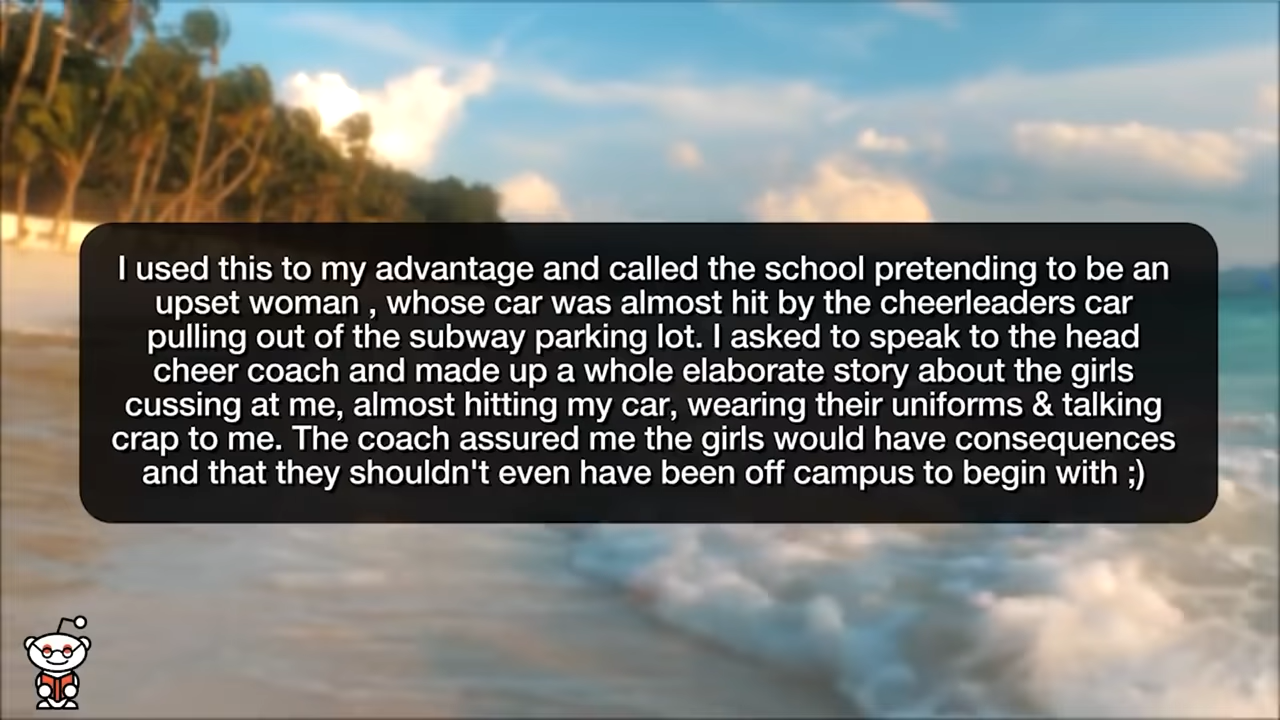 I used this to my advantage and called the school pretending to be an
upset woman , whose car was almost hit by the cheerleaders car
pulling out of the subway parking lot. I asked to speak to the head
cheer coach and made up a whole elaborate story about the girls
cussing at me, almost hitting my car, wearing their uniforms & talking
crap to me. The coach assured me the girls would have consequences
and that they shouldn't even have been off campus to begin with ;)